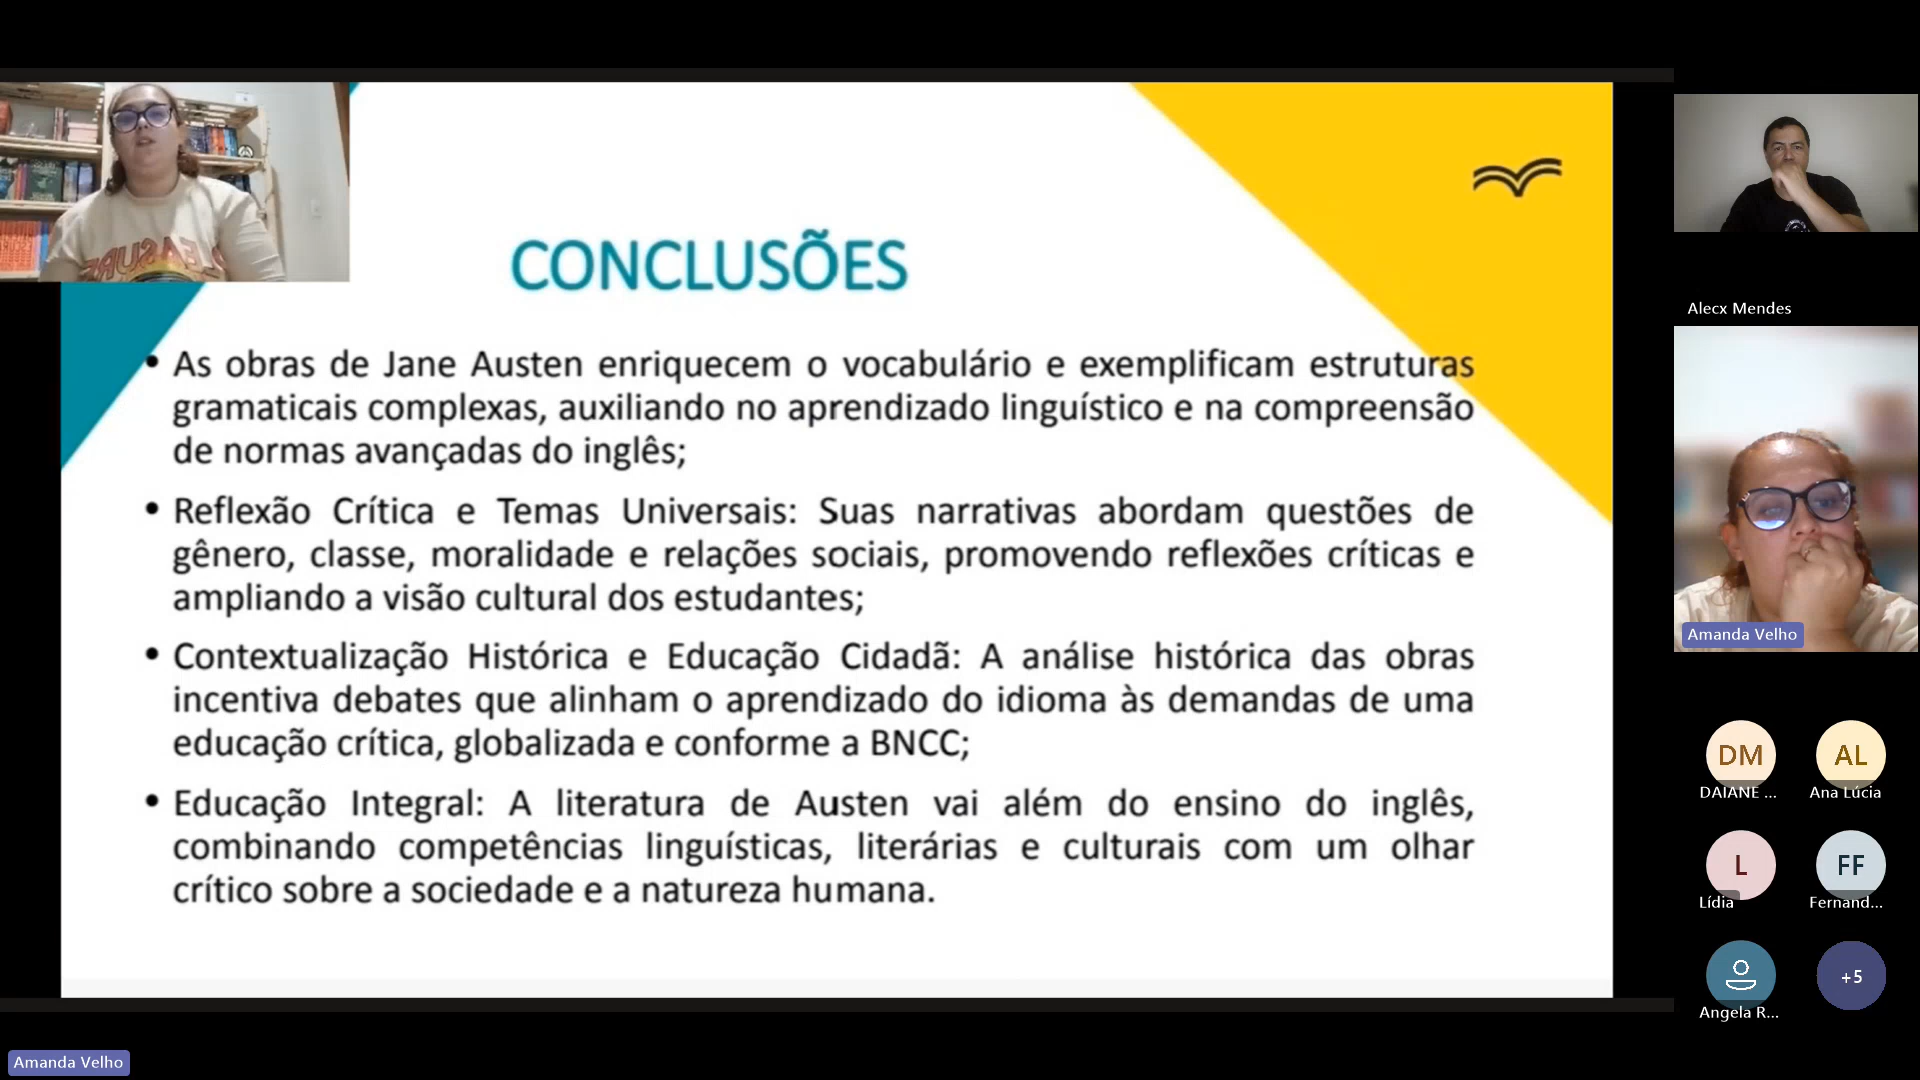 CONCLUSÕES
• As obras de Jane Austen enriquecem o vocabulário e exemplificam estruturas
gramaticais complexas, auxiliando no aprendizado linguístico e na compreensão
de normas avançadas do inglês;
• Reflexão Crítica e Temas Universais: Suas narrativas abordam questões de
gênero, classe, moralidade e relações sociais, promovendo reflexões críticas e
ampliando a visão cultural dos estudantes;
• Contextualização Histórica e Educação Cidadã: A análise histórica das obras
incentiva debates que alinham o aprendizado do idioma às demandas de uma
educação crítica, globalizada e conforme a BNCC;
• Educação Integral: A literatura de Austen vai além do ensino do inglês,
combinando competências linguísticas, literárias e culturais com um olhar
crítico sobre a sociedade e a natureza humana.
Amanda Velho
Alecx Mendes
Amanda Velho
DM
DAIANE ...
AL
Ana Lúcia
L
Lídia
FF
Fernand...
Angela R...
+5